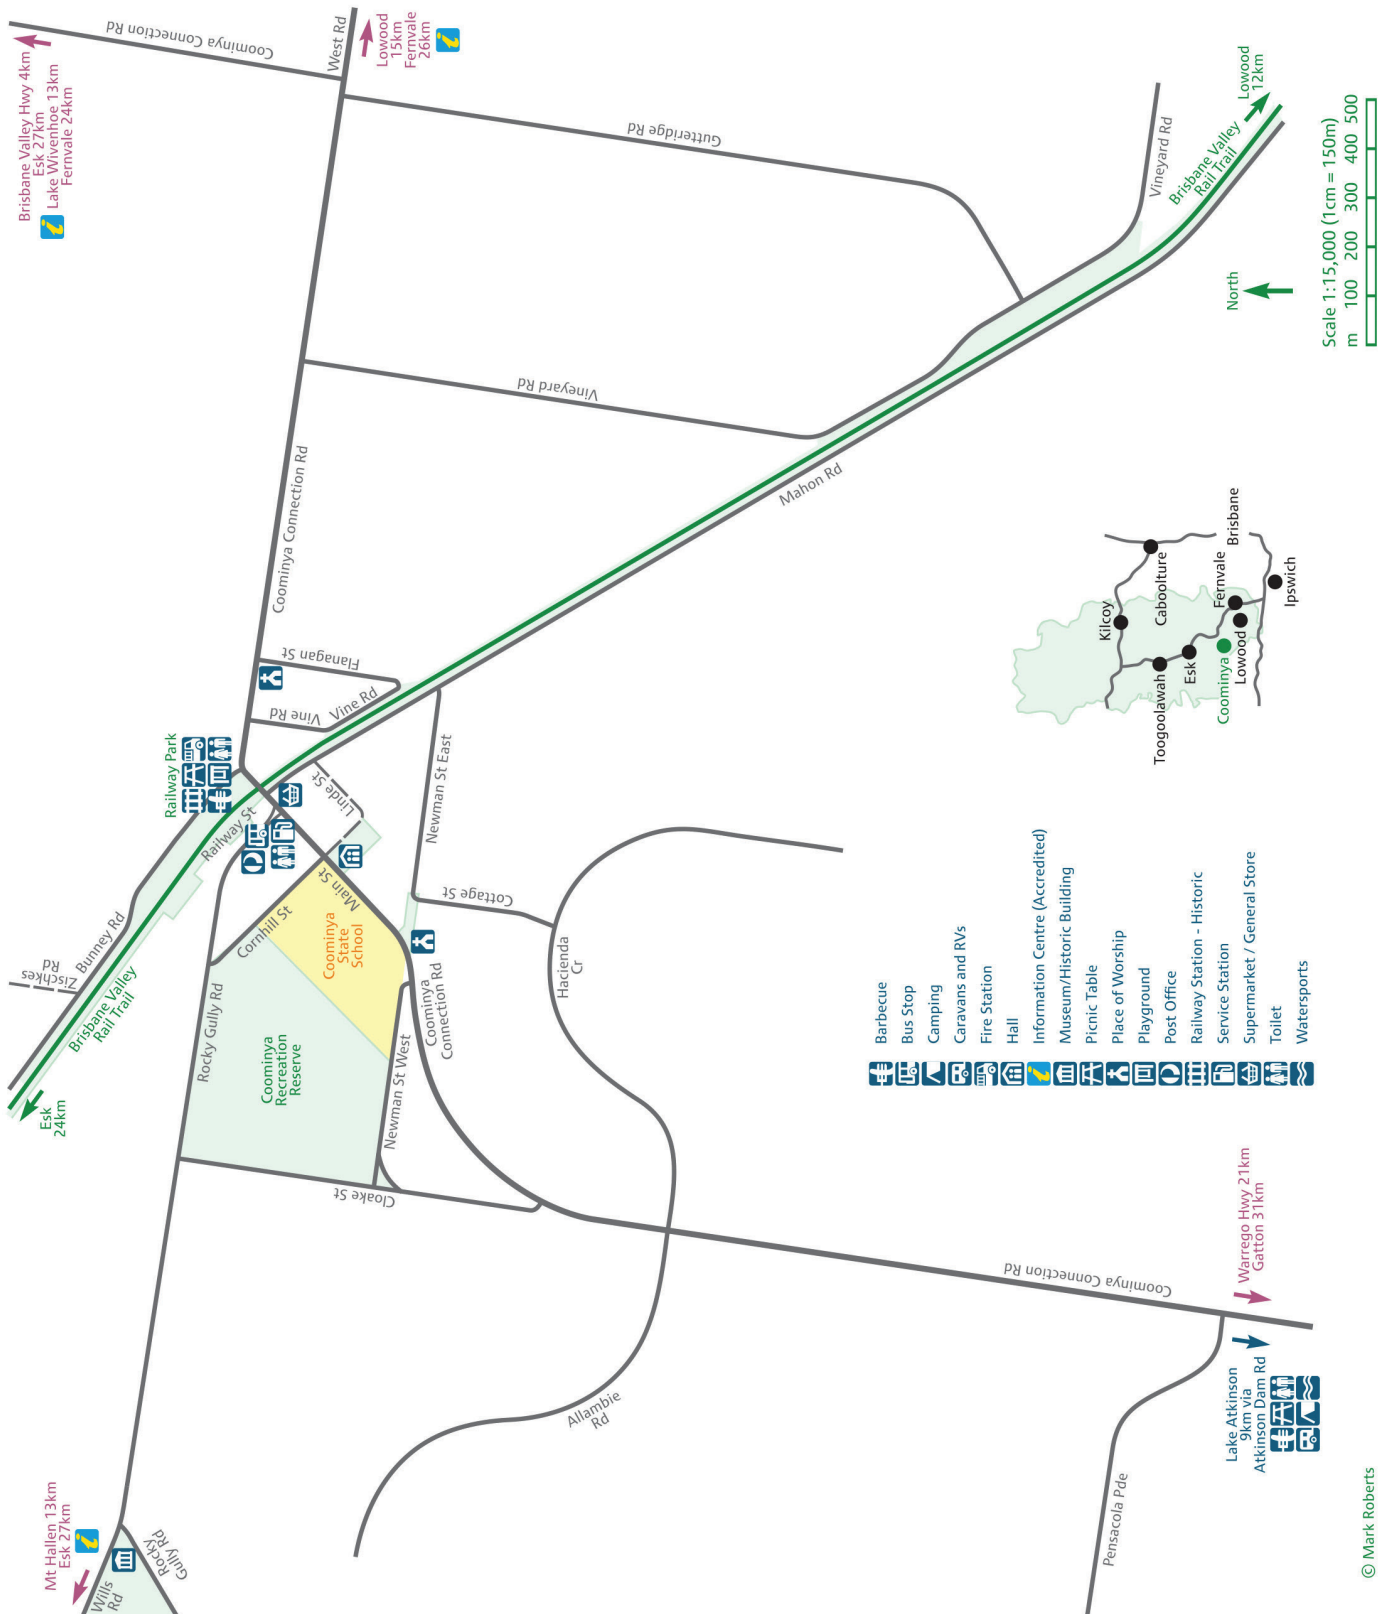 Mt Hallen 13km
Esk 27km
Wills
Rd
Rocky
Gully Rd
Esk
24km
Brisbane Valley
Rail Trail
Zischkes
Rd
Bunney Rd
Railway Park
Railway St
Rocky Gully Rd
Cornhill St
Main St
Linde St
Coominya
Recreation
Reserve
Coominya
State
School
Newman St West
Coominya
Connection Rd
Cloake St
Newman St East
Cottage St
Hacienda
Cr
Vine Rd
Vine Rd
Flanagan St
Coominya Connection Rd
Brisbane Valley Hwy 4km
Esk 27km
Lake Wivenhoe 13km
Fernvale 24km
Coominya Connection Rd
West Rd
Lowood
15km
Fernvale
26km
Gutteridge Rd
Vineyard Rd
Mahon Rd
Vineyard Rd
Brisbane Valley
Rail Trail
Lowood
12km
Allambie
Rd
Coominya Connection Rd
Pensacola Pde
Warrego Hwy 21km
Gatton 31km
Lake Atkinson
9km via
Atkinson Dam Rd
Barbecue
Bus Stop
Camping
Caravans and RVs
Fire Station
Hall
Information Centre (Accredited)
Museum/Historic Building
Picnic Table
Place of Worship
Playground
Post Office
Railway Station - Historic
Service Station
Supermarket / General Store
Toilet
Watersports
Kilcoy
Caboolture
Toogoolawah
Esk
Coominya
Lowood
Fernvale
Brisbane
Ipswich
North
Scale 1:15,000 (1cm = 150m)
m 100 200 300 400 500
© Mark Roberts